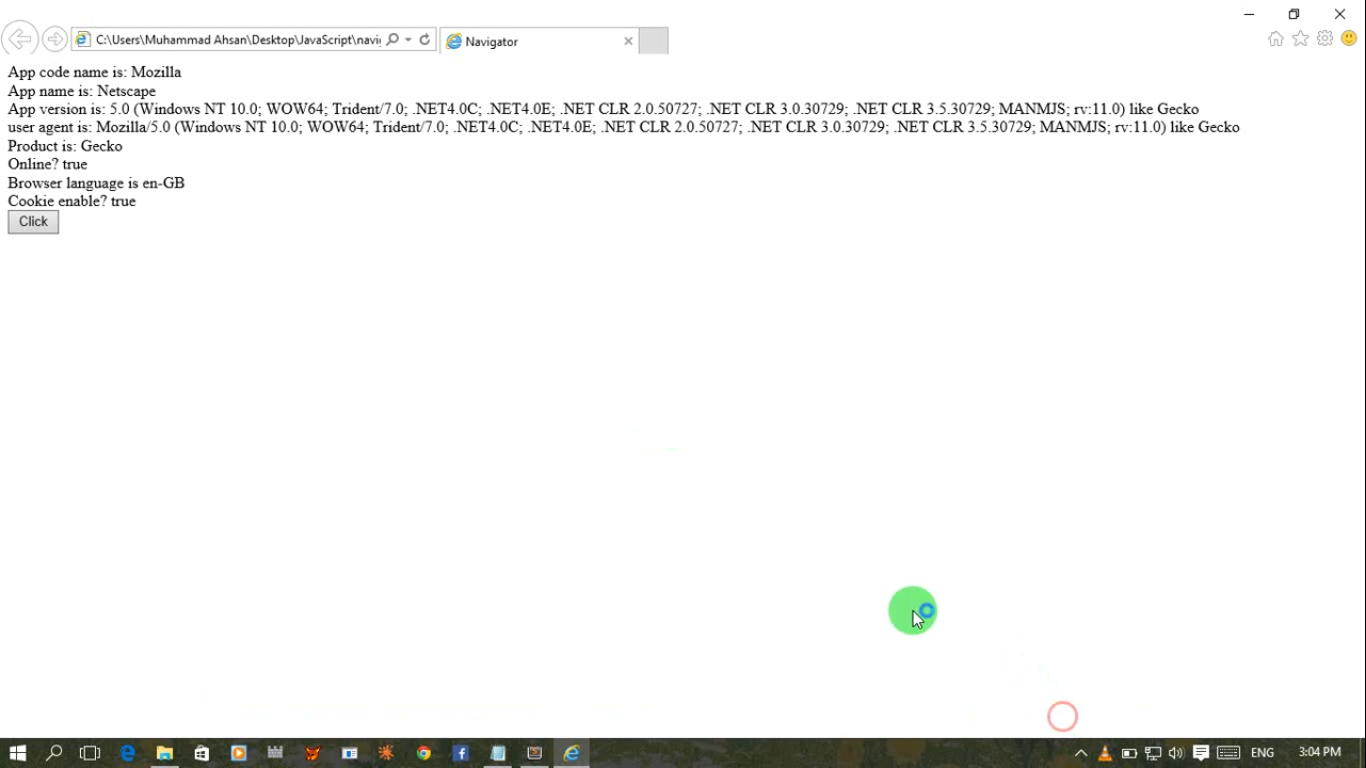 C:\Users\Muhammad Ahsan\Desktop\JavaScript\navi
Navigator
App code name is: Mozilla
App name is: Netscape
App version is: 5.0 (Windows NT 10.0; WOW64; Trident/7.0; .NET4.0C; .NET4.0E; .NET CLR 2.0.50727; .NET CLR 3.0.30729; .NET CLR 3.5.30729; MANMJS; rv:11.0) like Gecko
user agent is: Mozilla/5.0 (Windows NT 10.0; WOW64; Trident/7.0; .NET4.0C; .NET4.0E; .NET CLR 2.0.50727; .NET CLR 3.0.30729; .NET CLR 3.5.30729; MANMJS; rv:11.0) like Gecko
Product is: Gecko
Online? true
Browser language is en-GB
Cookie enable? true
Click
ENG
3:04 PM